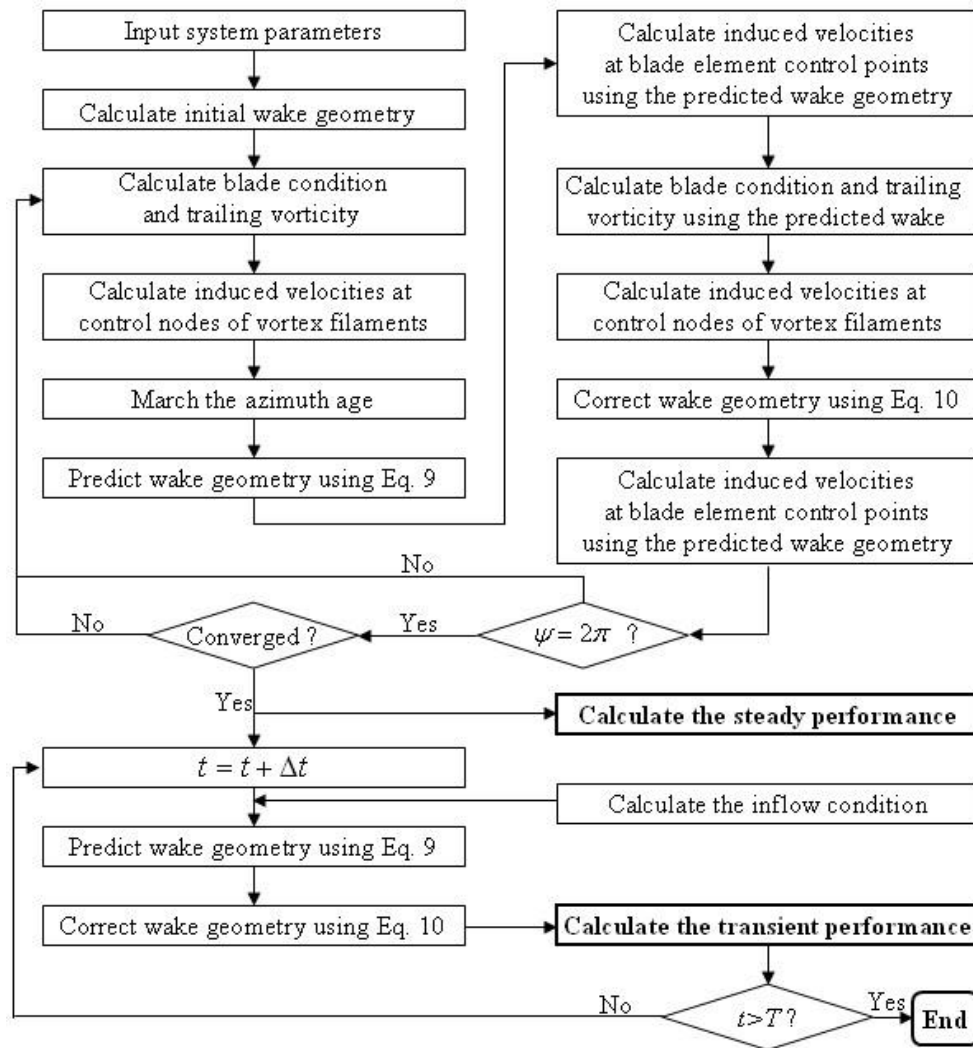 Input system parameters
Calculate initial wake geometry
Calculate blade condition
and trailing vorticity
Calculate induced velocities at
control nodes of vortex filaments
March the azimuth age
Predict wake geometry using Eq. 9
Calculate induced velocities
at blade element control points
using the predicted wake geometry
Calculate blade condition and trailing
vorticity using the predicted wake
Calculate induced velocities at
control nodes of vortex filaments
Correct wake geometry using Eq. 10
Calculate induced velocities
at blade element control points
using the predicted wake geometry
ψ = 2π ?
No
Yes
Converged ?
No
Yes
Calculate the steady performance
t = t + Δt
Calculate the inflow condition
Predict wake geometry using Eq. 9
Correct wake geometry using Eq. 10
Calculate the transient performance
t>T ?
No
Yes
End